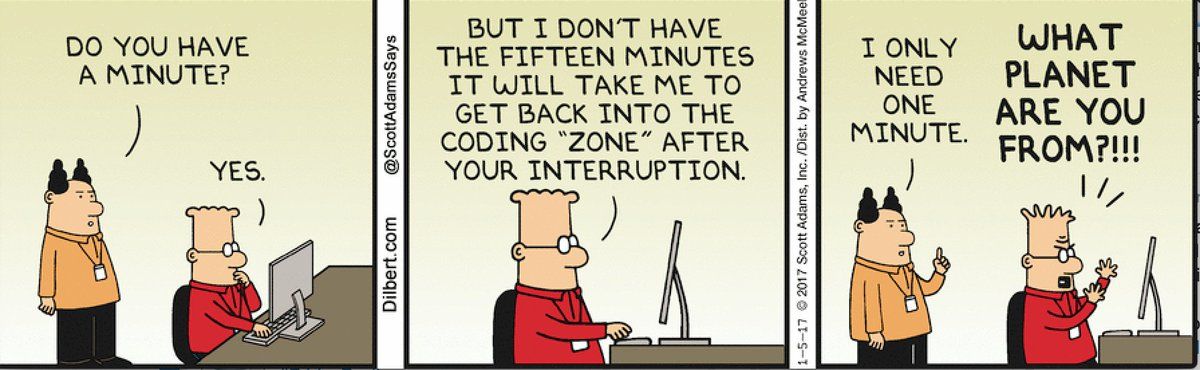 DO YOU HAVE
A MINUTE?
YES.
Dilbert.com @ScottAdamsSays
BUT I DON'T HAVE
THE FIFTEEN MINUTES
IT WILL TAKE ME TO
GET BACK INTO THE
CODING "ZONE" AFTER
YOUR INTERRUPTION.
1-5-17 © 2017 Scott Adams, Inc. /Dist. by Andrews McMeel
I ONLY
NEED
ONE
MINUTE.
WHAT
PLANET
ARE YOU
FROM?!!!